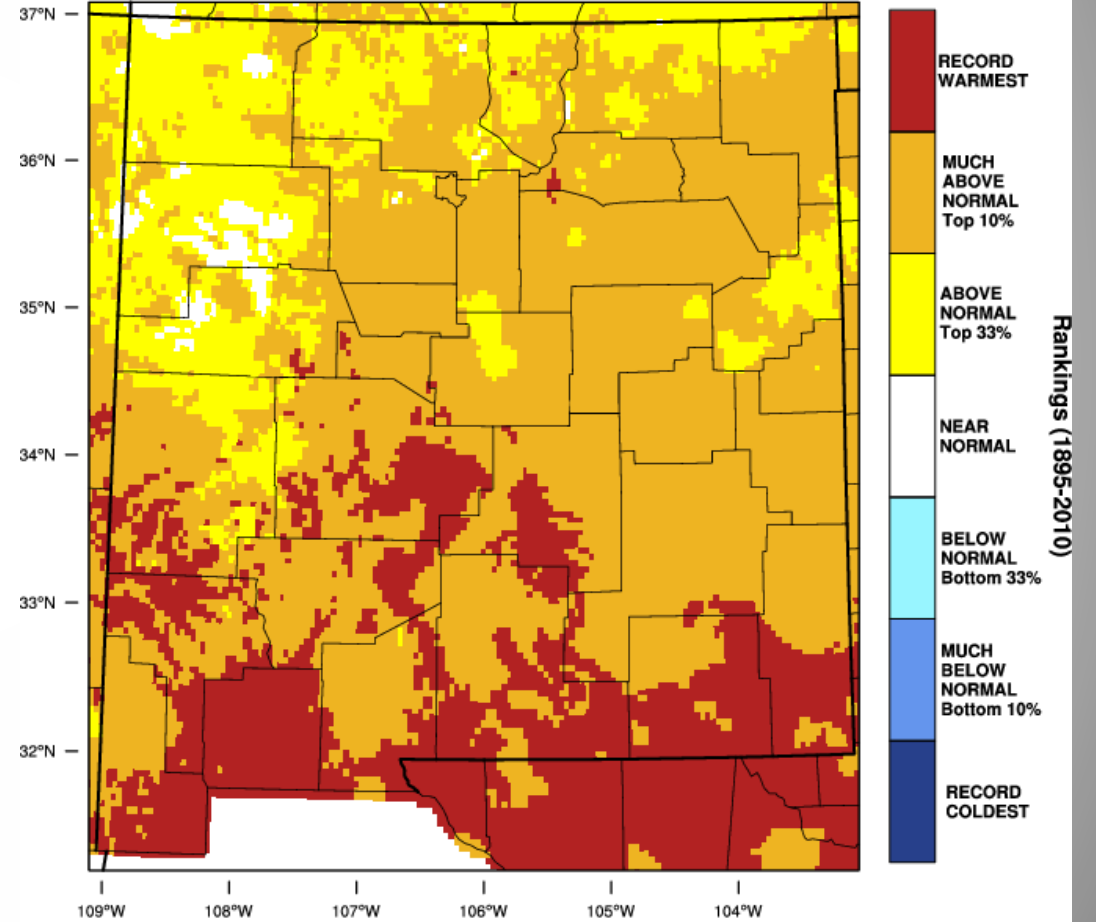 37°N
36°N
35°N
34°N
33°N
32°N
109°W
108°W
107°W
106°W
105°W
104°W
RECORD
WARMEST
MUCH
ABOVE
NORMAL
Top 10%
ABOVE
NORMAL
Top 33%
NEAR
NORMAL
BELOW
NORMAL
Bottom 33%
MUCH
BELOW
NORMAL
Bottom 10%
RECORD
COLDEST
Rankings (1895-2010)